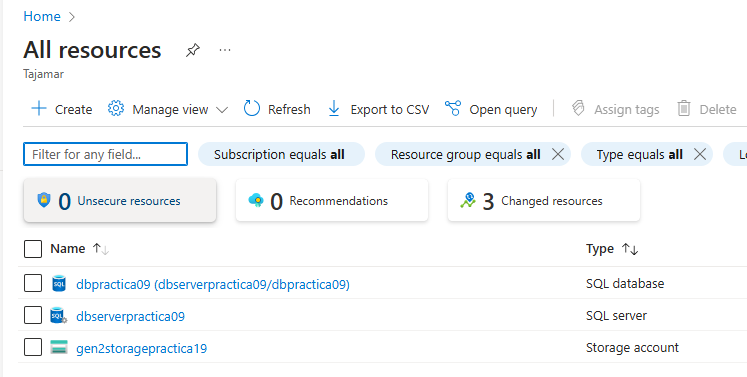 Home >
All resources ...
Tajamar
+ Create Manage view Refresh Export to CSV Open query Assign tags Delete
Filter for any field... Subscription equals all Resource group equals all Type equals all
0 Unsecure resources 0 Recommendations 3 Changed resources
Name ↑↓ Type ↑↓
dbpractica09 (dbserverpractica09/dbpractica09) SQL database
dbserverpractica09 SQL server
gen2storagepractica19 Storage account